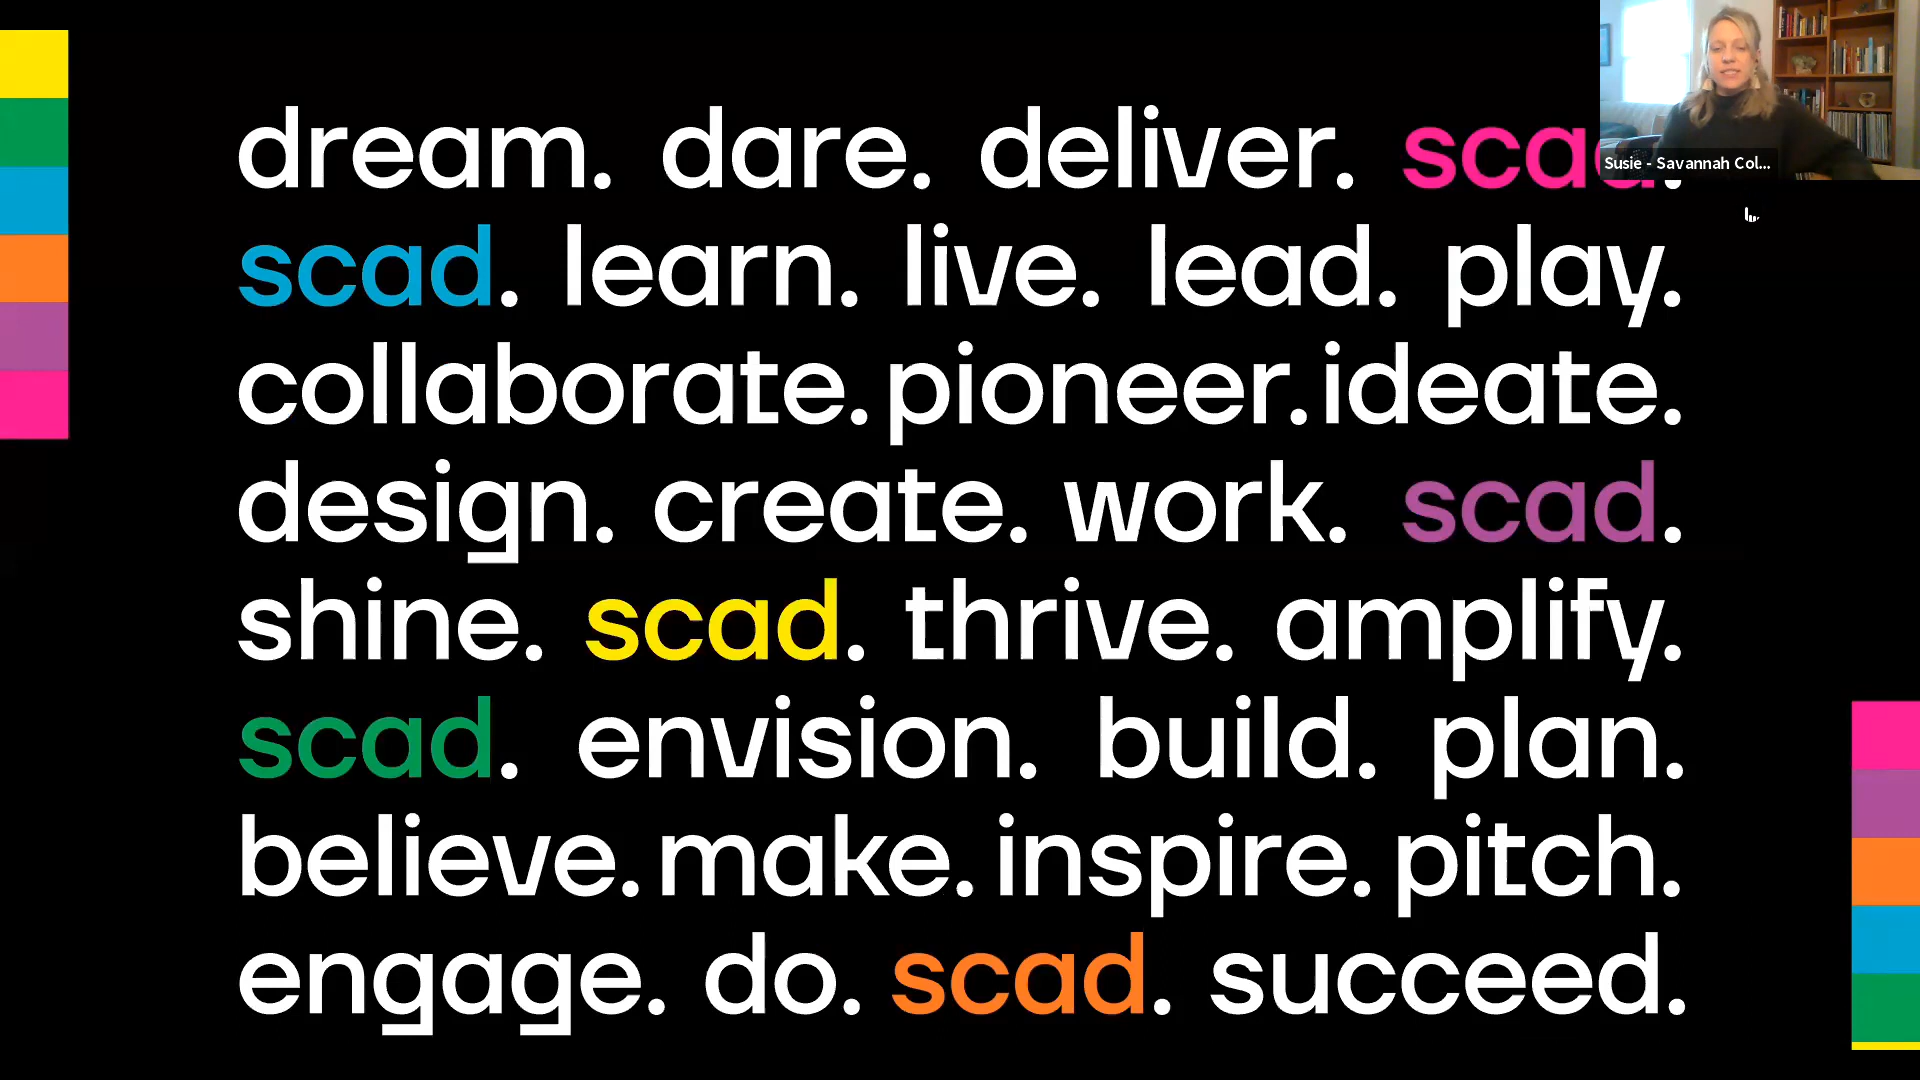 dream. dare. deliver. scad.
Susie - Savannah Col...
scad. learn. live. lead. play.
collaborate. pioneer. ideate.
design. create. work. scad.
shine. scad. thrive. amplify.
scad. envision. build. plan.
believe. make. inspire. pitch.
engage. do. scad. succeed.